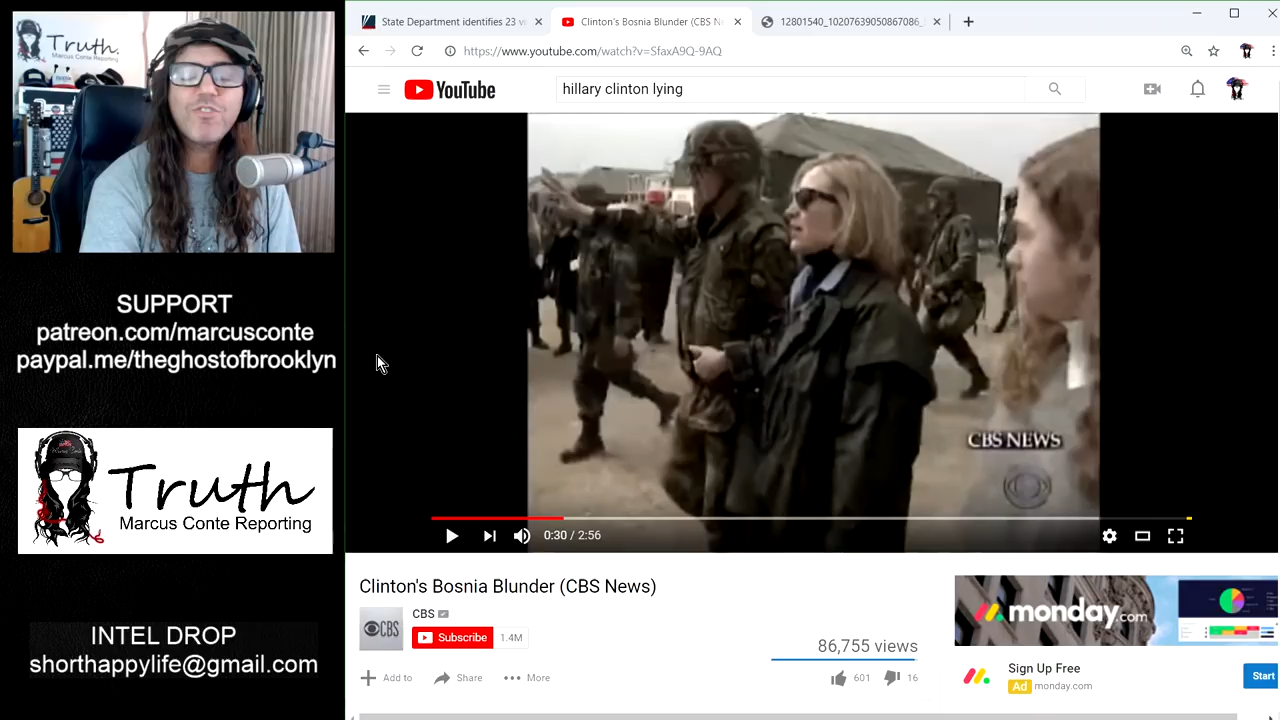 Truth.
Marcus Conte Reporting
SUPPORT
patreon.com/marcusconte
paypal.me/theghostofbrooklyn
Truth
Marcus Conte Reporting
INTEL DROP
shorthappylife@gmail.com
State Department identifies 23 vi
Clinton's Bosnia Blunder (CBS N
12801540_10207639050867086_5
https://www.youtube.com/watch?v=SfaxA9Q-9AQ
YouTube
hillary clinton lying
CBS NEWS
0:30 / 2:56
Clinton's Bosnia Blunder (CBS News)
CBS
CBS
Subscribe
1.4M
86,755 views
Add to
Share
More
601
16
monday.com
Sign Up Free
Ad monday.com
Start